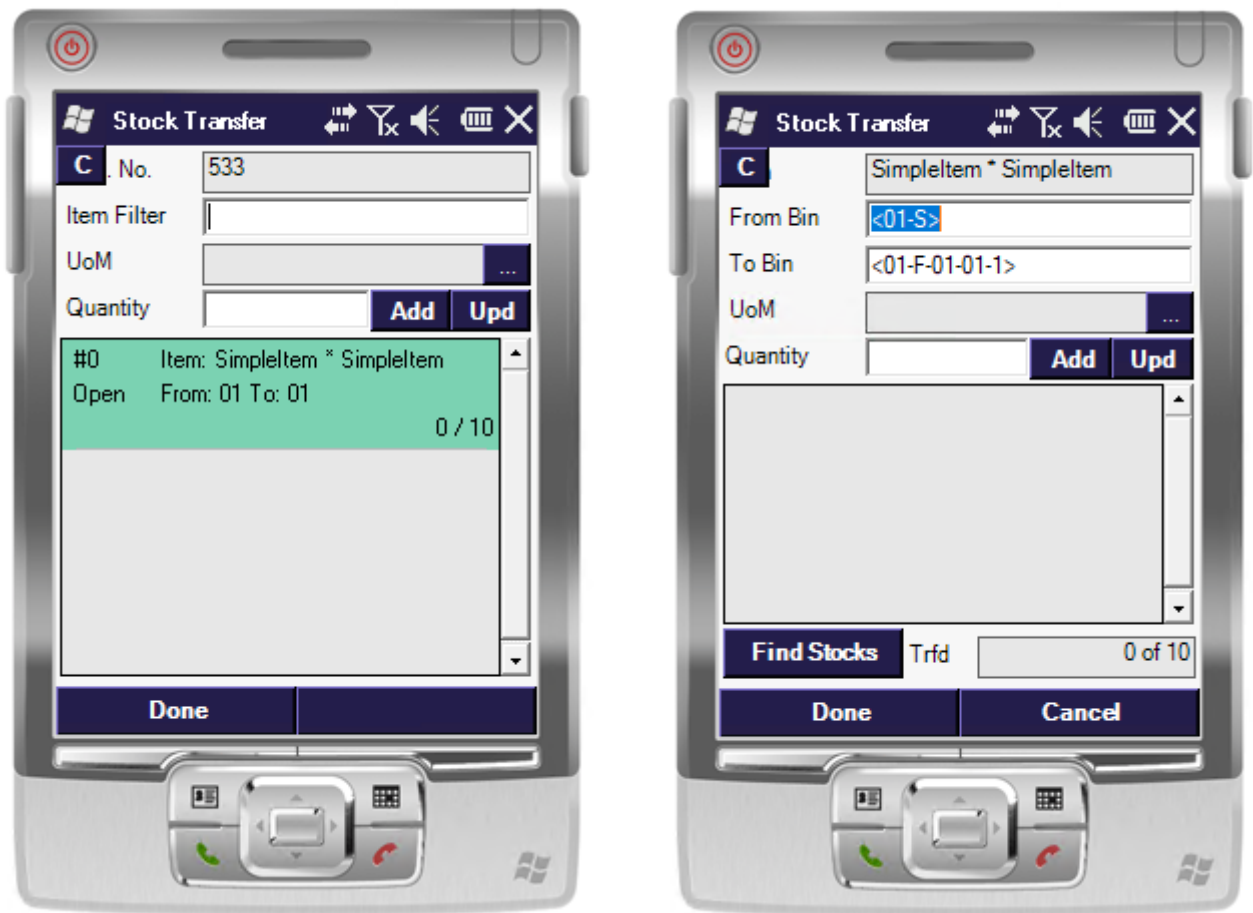 Stock Transfer
C . No. 533
Item Filter
UoM ...
Quantity Add Upd
#0 Item: SimpleItem * SimpleItem
Open From: 01 To: 01
0 / 10
Done
Stock Transfer
C SimpleItem * SimpleItem
From Bin <01-S>
To Bin <01-F-01-01-1>
UoM ...
Quantity Add Upd
Find Stocks Trfd 0 of 10
Done Cancel